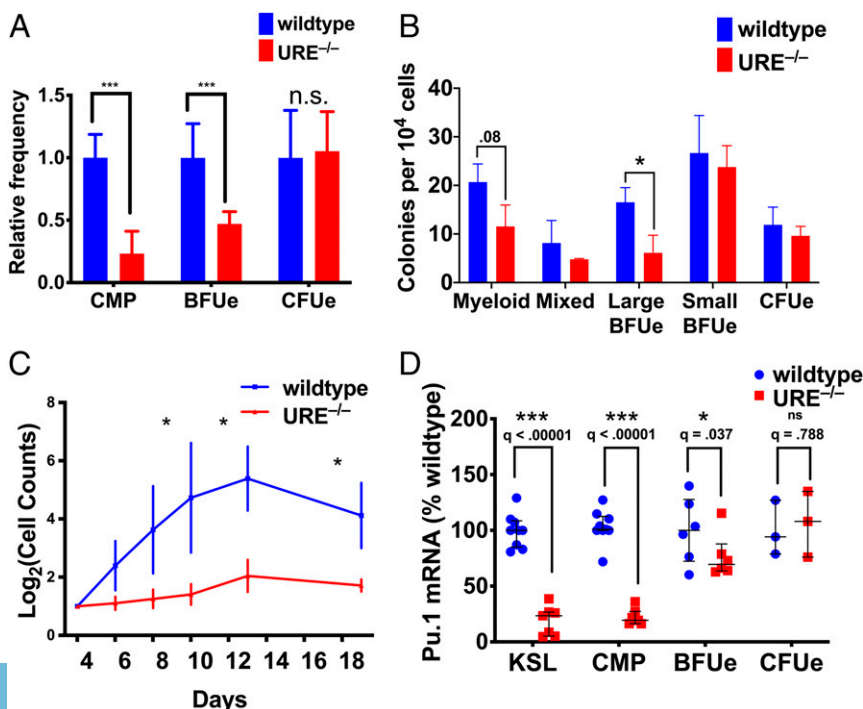 A
wildtype
URE–/–
Relative frequency
1.5
1.0
0.5
0.0
***
***
n.s.
CMP
BFUe
CFUe
B
wildtype
URE–/–
Colonies per 10^4 cells
40
30
20
10
0
.08
*
Myeloid
Mixed
Large
BFUe
Small
BFUe
CFUe
C
wildtype
URE–/–
Log2(Cell Counts)
8
6
4
2
0
*
*
*
4 6 8 10 12 14 16 18
Days
D
wildtype
URE–/–
Pu.1 mRNA (% wildtype)
200
150
100
50
0
***
q < .00001
***
q < .00001
*
q = .037
ns
q = .788
KSL
CMP
BFUe
CFUe